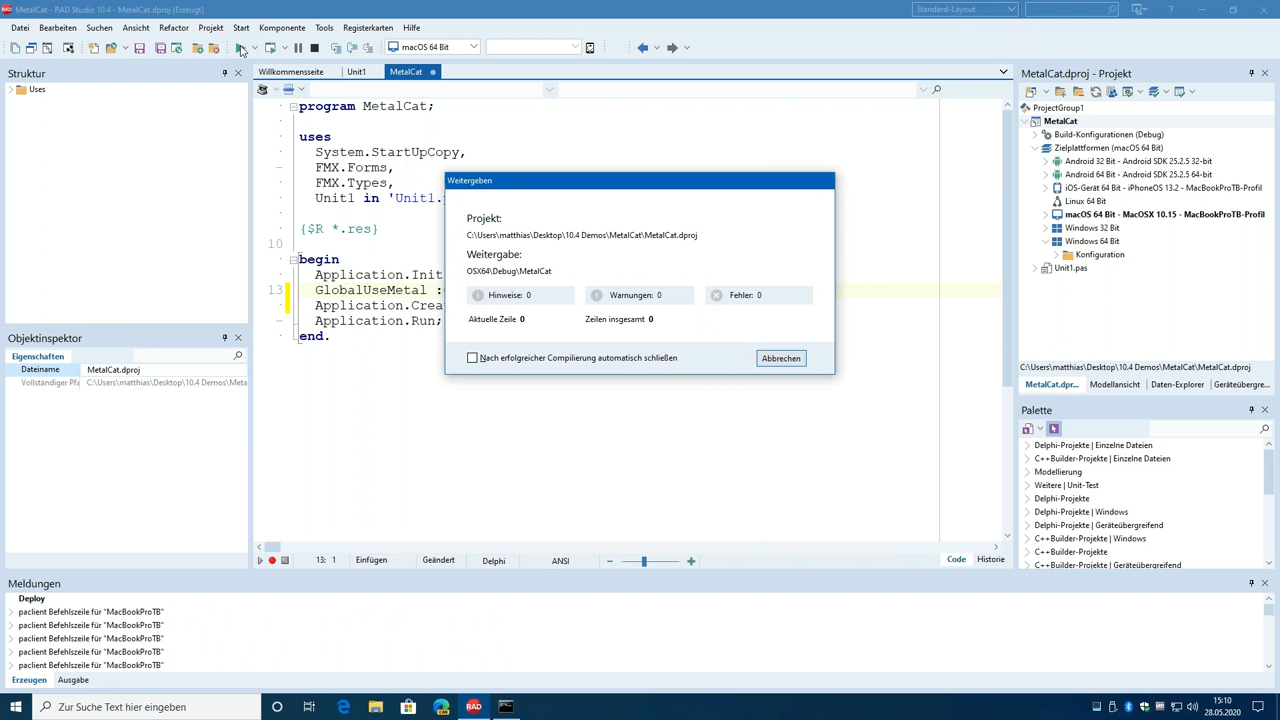 MetalCat - RAD Studio 10.4 - MetalCat.dproj [Erzeugt]
Standard-Layout
Datei Bearbeiten Suchen Ansicht Refactor Projekt Start Komponente Tools Registerkarten Hilfe
macOS 64 Bit
Struktur
Uses
Willkommensseite Unit1 MetalCat
program MetalCat;
uses
System.StartUpCopy,
FMX.Forms,
FMX.Types,
Unit1 in 'Unit1.
{$R *.res}
10
begin
Application.Init
13 GlobalUseMetal :
Application.Crea
Application.Run;
end.
Weitergeben
Projekt:
C:\Users\matthias\Desktop\10.4 Demos\MetalCat\MetalCat.dproj
Weitergabe:
OSX64\Debug\MetalCat
Hinweise: 0 Warnungen: 0 Fehler: 0
Aktuelle Zeile 0 Zeilen insgesamt 0
Nach erfolgreicher Compilierung automatisch schließen
Abbrechen
MetalCat.dproj - Projekt
ProjectGroup1
MetalCat
Build-Konfigurationen (Debug)
Zielplattformen (macOS 64 Bit)
Android 32 Bit - Android SDK 25.2.5 32-bit
Android 64 Bit - Android SDK 25.2.5 64-bit
iOS-Gerät 64 Bit - iPhoneOS 13.2 - MacBookProTB-Profil
Linux 64 Bit
macOS 64 Bit - MacOSX 10.15 - MacBookProTB-Profil
Windows 32 Bit
Windows 64 Bit
Konfiguration
Unit1.pas
C:\Users\matthias\Desktop\10.4 Demos\MetalCat\MetalCat.dproj
MetalCat.dpr... Modellansicht Daten-Explorer Geräteübergre...
Objektinspektor
Eigenschaften
Dateiname MetalCat.dproj
Vollständiger Pfa C:\Users\matthias\Desktop\10.4 Demos\Meta
Palette
Delphi-Projekte | Einzelne Dateien
C++Builder-Projekte | Einzelne Dateien
Modellierung
Weitere | Unit-Test
Delphi-Projekte
Delphi-Projekte | Windows
Delphi-Projekte | Geräteübergreifend
C++Builder-Projekte | Windows
C++Builder-Projekte
C++Builder-Projekte | Geräteübergreifend
13: 1 Einfügen Geändert Delphi ANSI Code Historie
Meldungen
Deploy
paclient Befehlszeile für "MacBookProTB"
paclient Befehlszeile für "MacBookProTB"
paclient Befehlszeile für "MacBookProTB"
paclient Befehlszeile für "MacBookProTB"
paclient Befehlszeile für "MacBookProTB"
Erzeugen Ausgabe
Zur Suche Text hier eingeben
RAD
15:10
28.05.2020